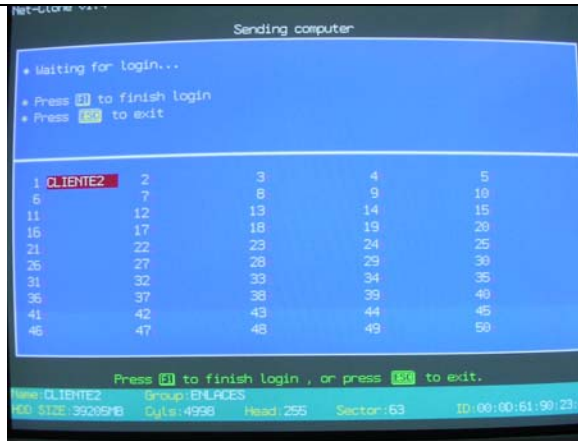 Net-Clone v1.
Sending computer
* Waiting for login...
* Press F1 to finish login
* Press ESC to exit
1 CLIENTE2 2 3 4 5
6 7 8 9 10
11 12 13 14 15
16 17 18 19 20
21 22 23 24 25
26 27 28 29 30
31 32 33 34 35
36 37 38 39 40
41 42 43 44 45
46 47 48 49 50
Press F1 to finish login , or press ESC to exit.
Name:CLIENTE2 Group:ENLACES
HDD SIZE:39205MB Cyls:4998 Head:255 Sector:63 ID:00:0D:61:90:23: